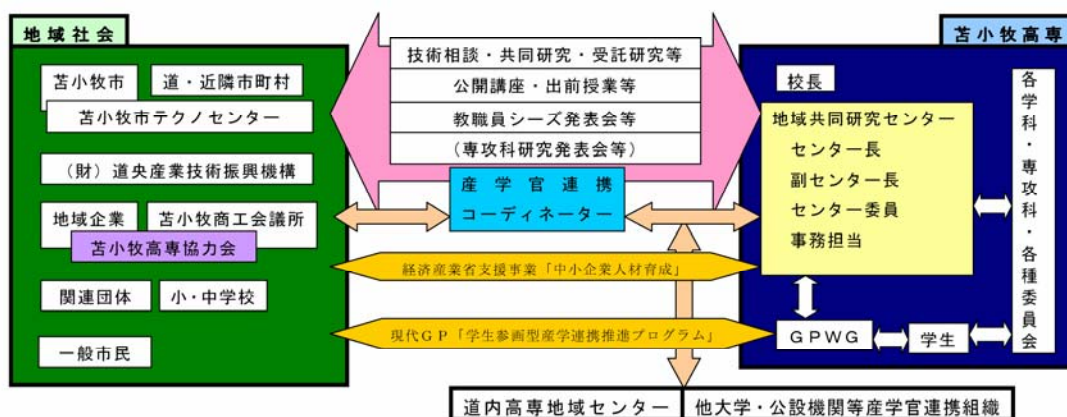 地域社会
苫小牧高専
苫小牧市
道・近隣市町村
苫小牧市テクノセンター
（財）道央産業技術振興機構
地域企業
苫小牧商工会議所
苫小牧高専協力会
関連団体
小・中学校
一般市民
技術相談・共同研究・受託研究等
公開講座・出前授業等
教職員シーズ発表会等
（専攻科研究発表会等）
産学官連携
コーディネーター
経済産業省支援事業「中小企業人材育成」
現代ＧＰ「学生参画型産学連携推進プログラム」
校長
地域共同研究センター
センター長
副センター長
センター委員
事務担当
ＧＰＷＧ
学生
各学科・専攻科・各種委員会
道内高専地域センター
他大学・公設機関等産学官連携組織